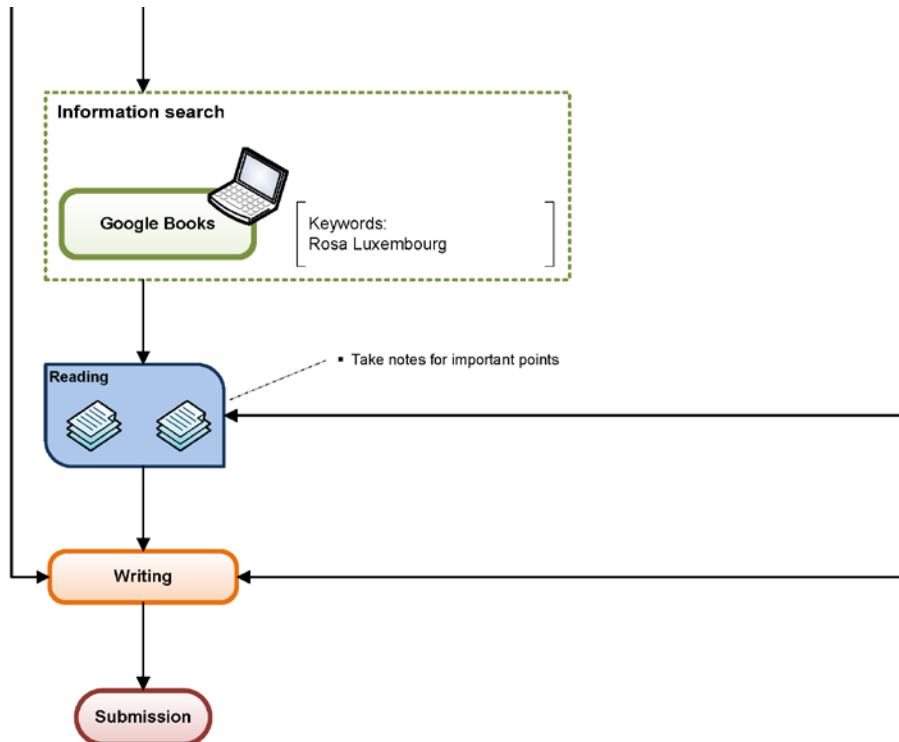 Information search
Google Books
Keywords:
Rosa Luxembourg
Reading
▪ Take notes for important points
Writing
Submission